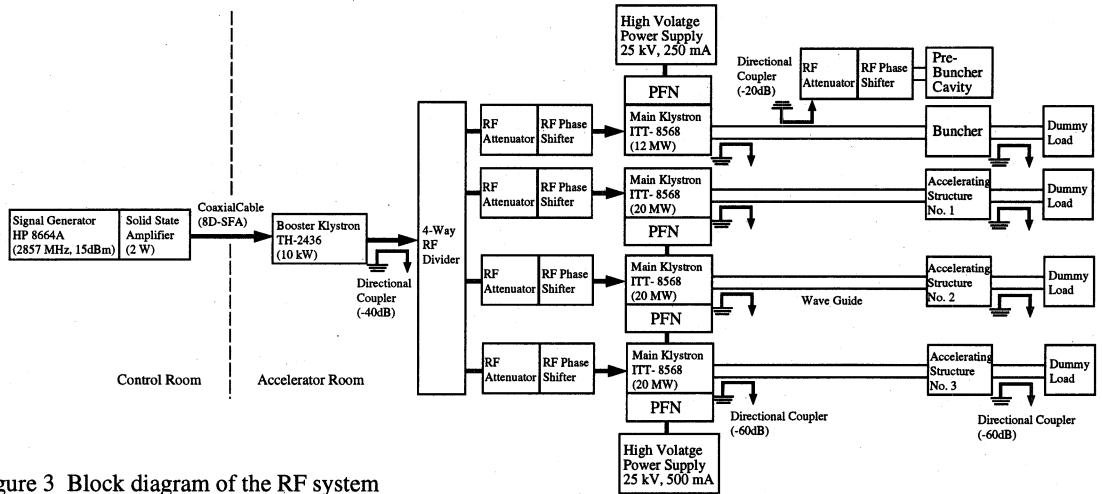 High Volatge
Power Supply
25 kV, 250 mA
Directional
Coupler
(-20dB)
RF
Attenuator
RF Phase
Shifter
Pre-
Buncher
Cavity
PFN
Main Klystron
ITT- 8568
(12 MW)
RF
Attenuator
RF Phase
Shifter
Buncher
Dummy
Load
RF
Attenuator
RF Phase
Shifter
Main Klystron
ITT- 8568
(20 MW)
PFN
Accelerating
Structure
No. 1
Dummy
Load
Signal Generator
HP 8664A
(2857 MHz, 15dBm)
Solid State
Amplifier
(2 W)
CoaxialCable
(8D-SFA)
Booster Klystron
TH-2436
(10 kW)
Directional
Coupler
(-40dB)
4-Way
RF
Divider
RF
Attenuator
RF Phase
Shifter
Main Klystron
ITT- 8568
(20 MW)
PFN
Wave Guide
Accelerating
Structure
No. 2
Dummy
Load
Control Room
Accelerator Room
RF
Attenuator
RF Phase
Shifter
Main Klystron
ITT- 8568
(20 MW)
PFN
Accelerating
Structure
No. 3
Dummy
Load
Directional Coupler
(-60dB)
Directional Coupler
(-60dB)
High Volatge
Power Supply
25 kV, 500 mA
gure 3 Block diagram of the RF system